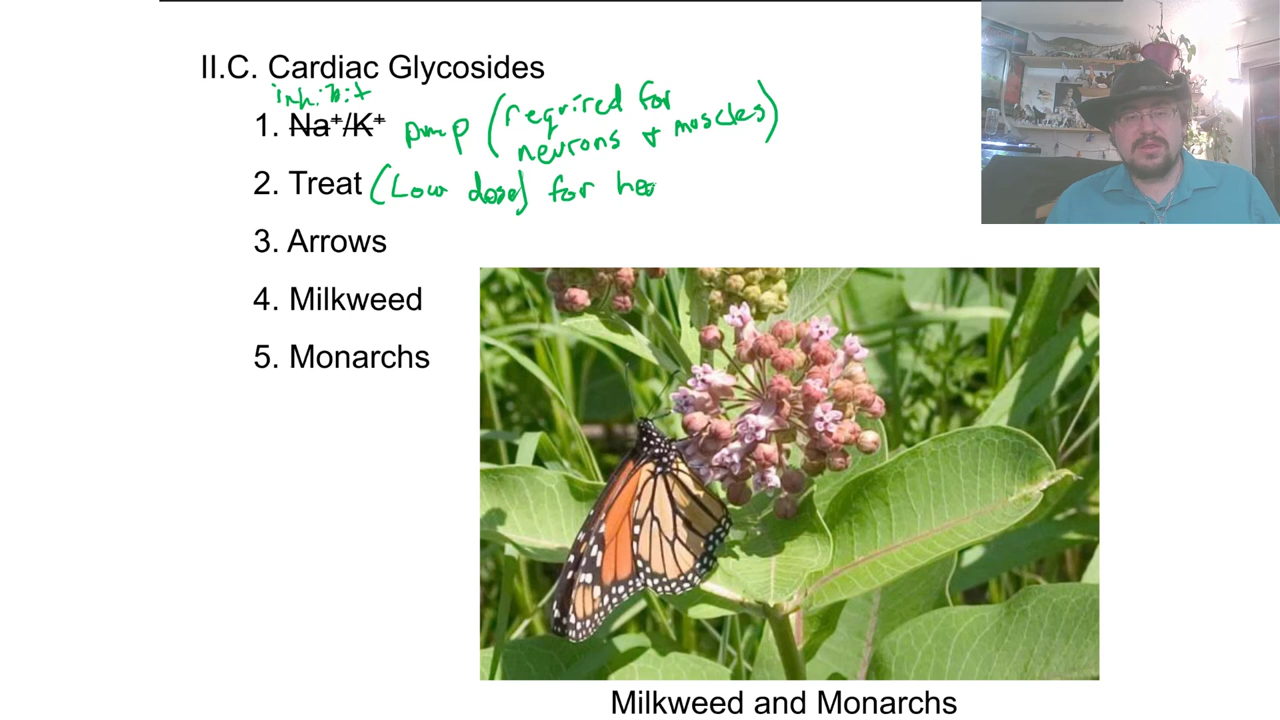 II.C. Cardiac Glycosides
inhibit
1. Na⁺/K⁺ pump (required for
neurons + muscles)
2. Treat (Low dose) for
3. Arrows
4. Milkweed
5. Monarchs
Milkweed and Monarchs